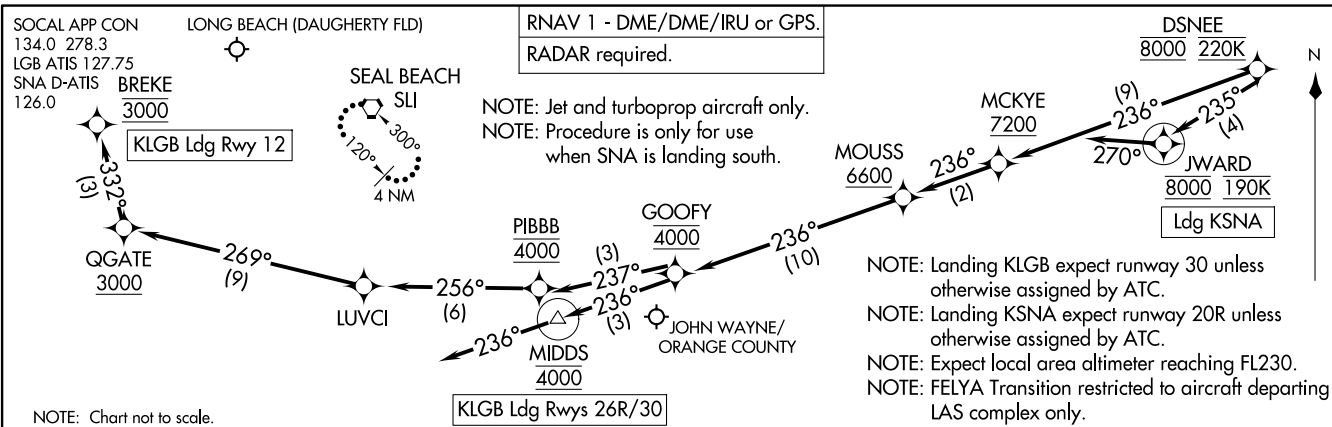 SOCAL APP CON
134.0 278.3
LGB ATIS 127.75
SNA D-ATIS
126.0
LONG BEACH (DAUGHERTY FLD)
RNAV 1 - DME/DME/IRU or GPS.
RADAR required.
NOTE: Jet and turboprop aircraft only.
NOTE: Procedure is only for use
when SNA is landing south.
DSNEE
8000 220K
N
BREKE
3000
KLGB Ldg Rwy 12
SEAL BEACH
SLI
300°
120°
4 NM
MCKYE
7200
(9)
236°
235°
(4)
270°
JWARD
8000 190K
Ldg KSNA
MOUSS
6600
236°
(2)
332°
(3)
QGATE
3000
269°
(9)
LUVCI
256°
(6)
PIBBB
4000
(3)
237°
236°
(3)
GOOFY
4000
236°
(10)
236°
MIDDS
4000
KLGB Ldg Rwys 26R/30
JOHN WAYNE/
ORANGE COUNTY
NOTE: Landing KLGB expect runway 30 unless
otherwise assigned by ATC.
NOTE: Landing KSNA expect runway 20R unless
otherwise assigned by ATC.
NOTE: Expect local area altimeter reaching FL230.
NOTE: FELYA Transition restricted to aircraft departing
LAS complex only.
NOTE: Chart not to scale.